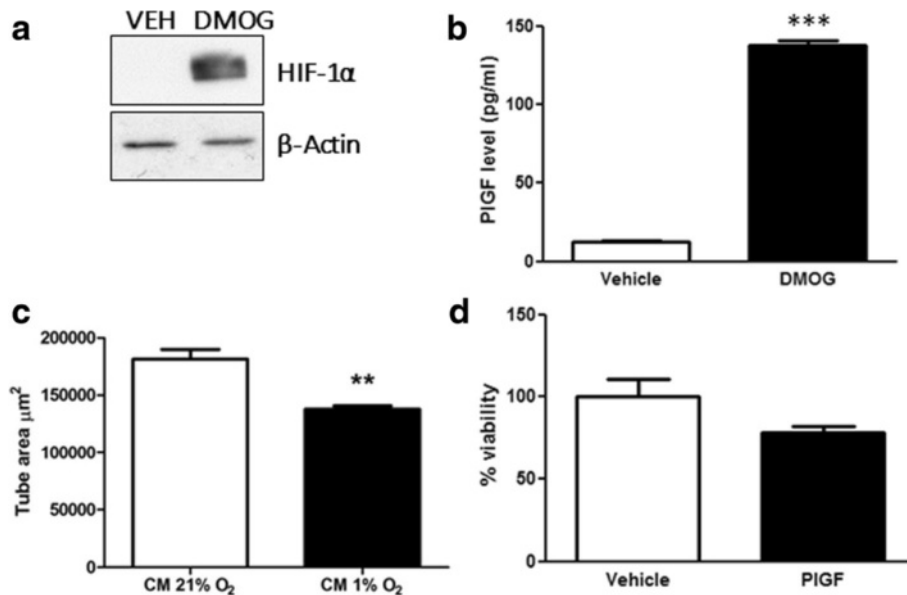 a
VEH DMOG
HIF-1α
β-Actin
b
PlGF level (pg/ml)
150
100
50
0
***
Vehicle DMOG
c
Tube area μm²
200000
150000
100000
50000
0
**
CM 21% O₂ CM 1% O₂
d
% viability
150
100
50
0
Vehicle PlGF